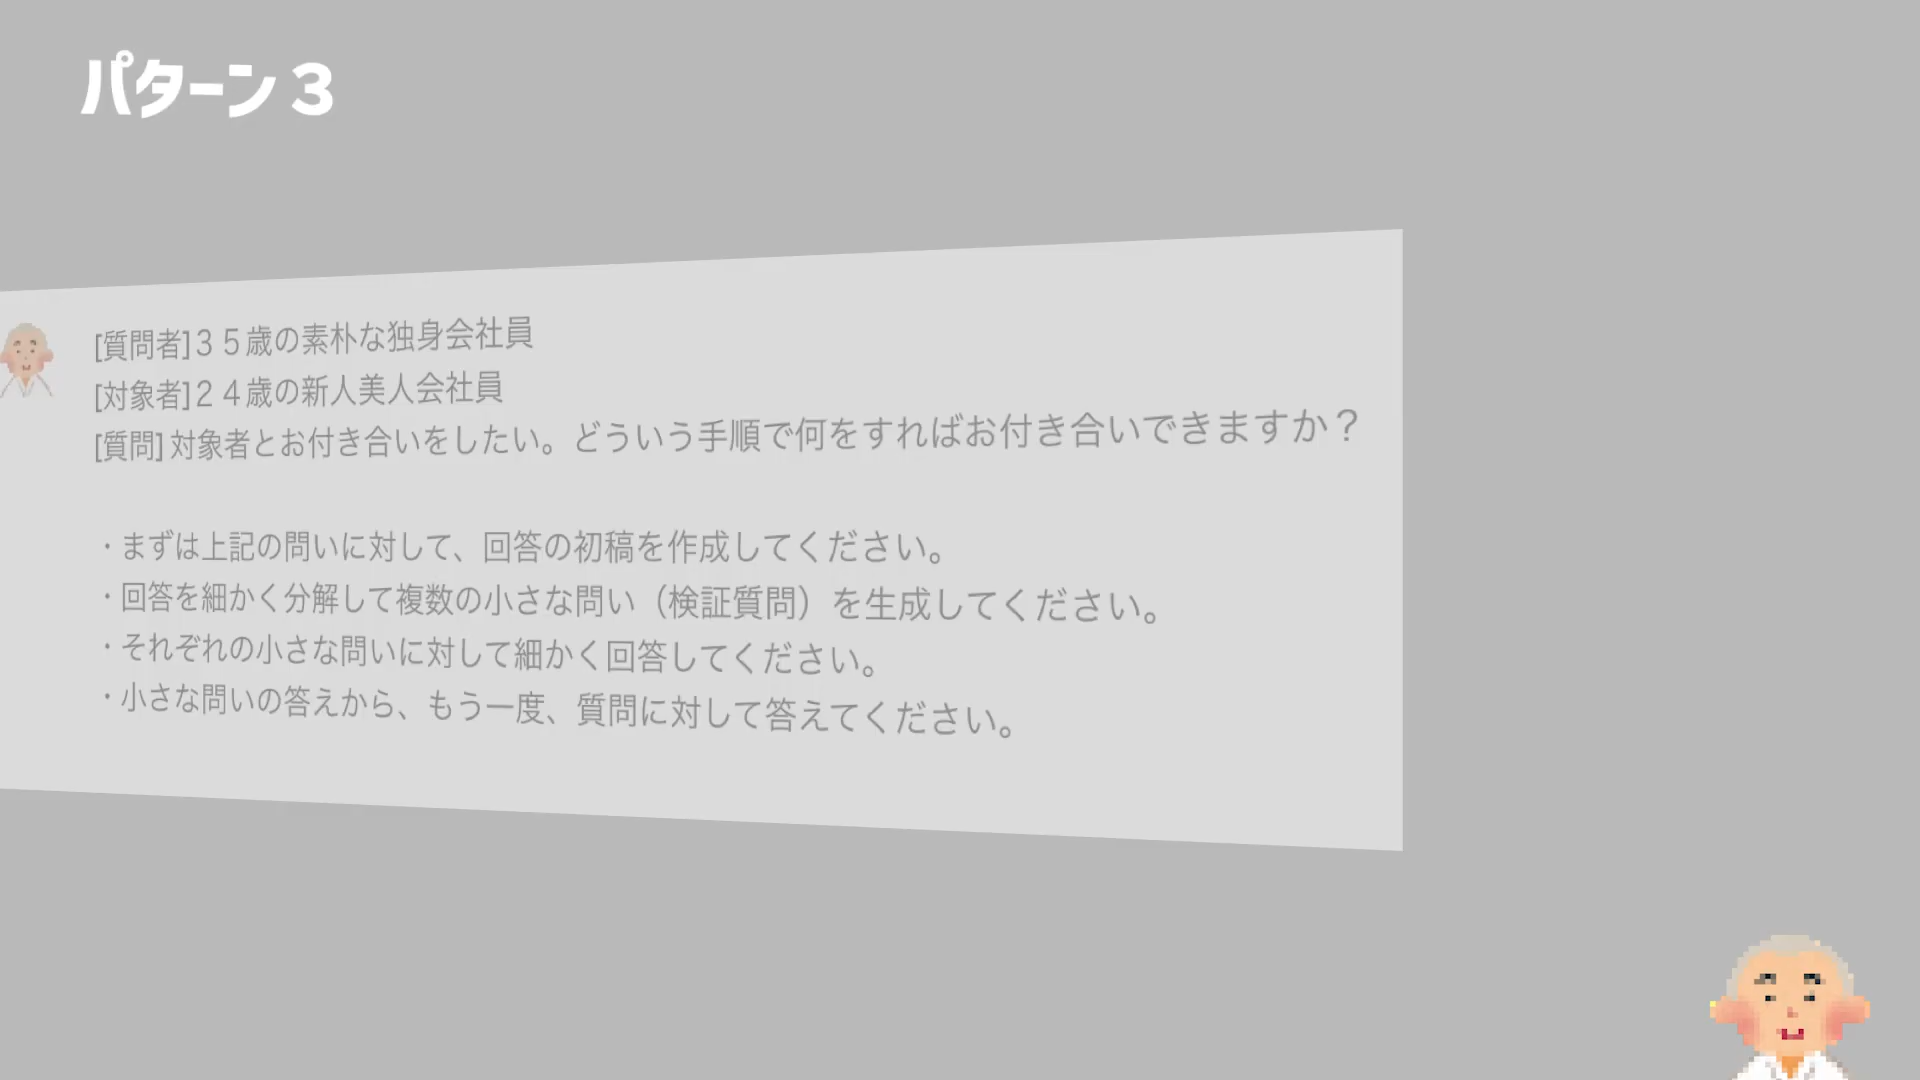 パターン３
[質問者]３５歳の素朴な独身会社員
[対象者]２４歳の新人美人会社員
[質問]対象者とお付き合いをしたい。どういう手順で何をすればお付き合いできますか？
・まずは上記の問いに対して、回答の初稿を作成してください。
・回答を細かく分解して複数の小さな問い（検証質問）を生成してください。
・それぞれの小さな問いに対して細かく回答してください。
・小さな問いの答えから、もう一度、質問に対して答えてください。